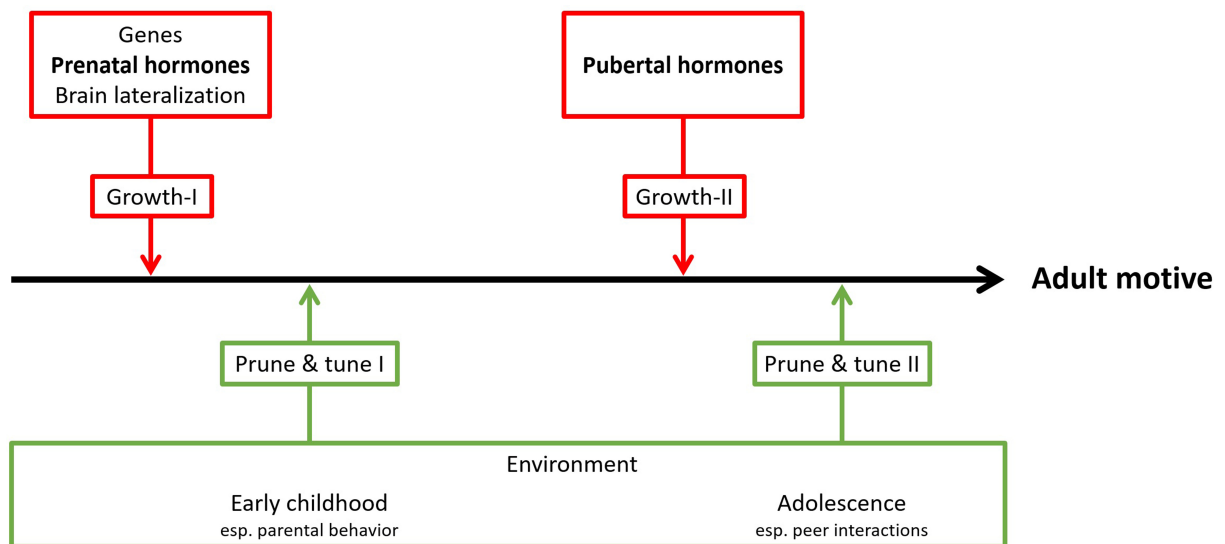 Genes
Prenatal hormones
Brain lateralization
Pubertal hormones
Growth-I
Growth-II
Adult motive
Prune & tune I
Prune & tune II
Environment
Early childhood
esp. parental behavior
Adolescence
esp. peer interactions